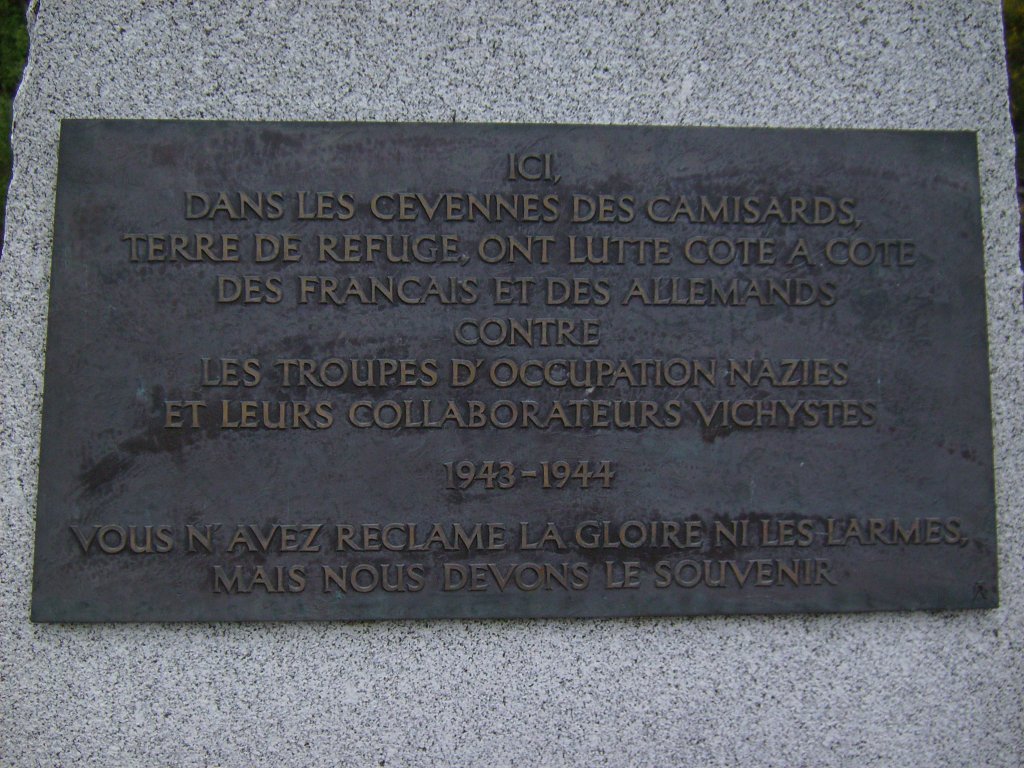 ICI,
DANS LES CEVENNES DES CAMISARDS,
TERRE DE REFUGE, ONT LUTTE COTE A COTE
DES FRANCAIS ET DES ALLEMANDS
CONTRE
LES TROUPES D'OCCUPATION NAZIES
ET LEURS COLLABORATEURS VICHYSTES
1943-1944
VOUS N'AVEZ RECLAME LA GLOIRE NI LES LARMES,
MAIS NOUS DEVONS LE SOUVENIR